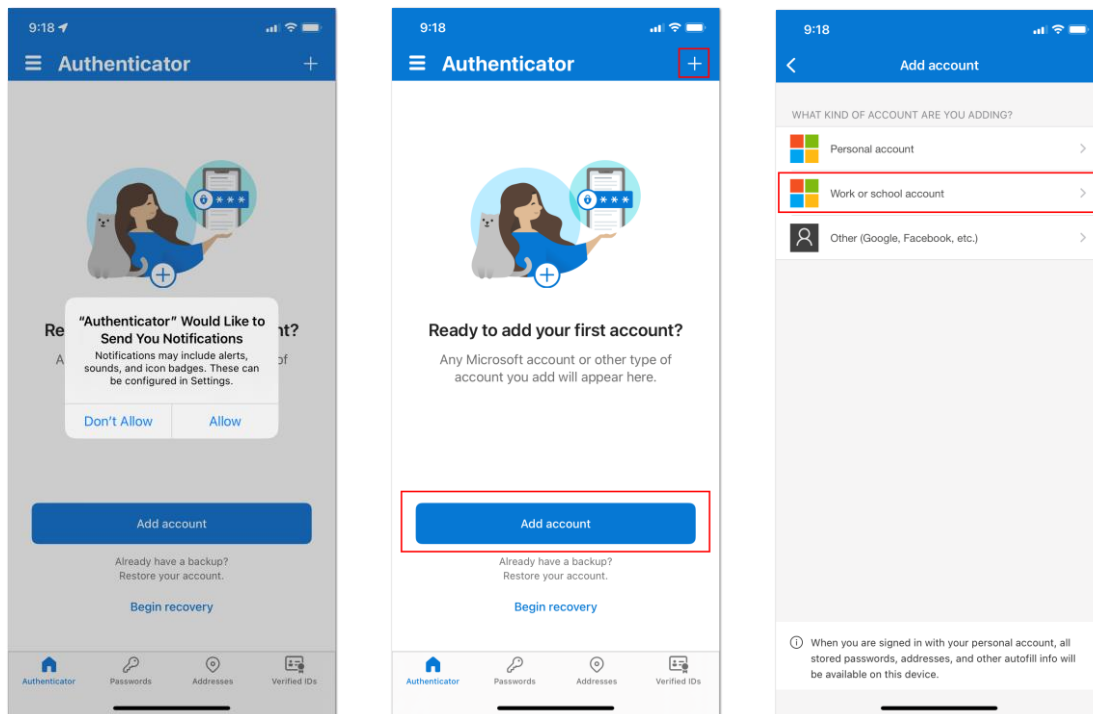 9:18
Authenticator
* * *
"Authenticator" Would Like to
Send You Notifications
Notifications may include alerts,
sounds, and icon badges. These can
be configured in Settings.
Don't Allow
Allow
Re
nt?
A
of
Add account
Already have a backup?
Restore your account.
Begin recovery
Authenticator
Passwords
Addresses
Verified IDs
9:18
Authenticator
* * *
Ready to add your first account?
Any Microsoft account or other type of
account you add will appear here.
Add account
Already have a backup?
Restore your account.
Begin recovery
Authenticator
Passwords
Addresses
Verified IDs
9:18
Add account
WHAT KIND OF ACCOUNT ARE YOU ADDING?
Personal account
Work or school account
Other (Google, Facebook, etc.)
When you are signed in with your personal account, all
stored passwords, addresses, and other autofill info will
be available on this device.